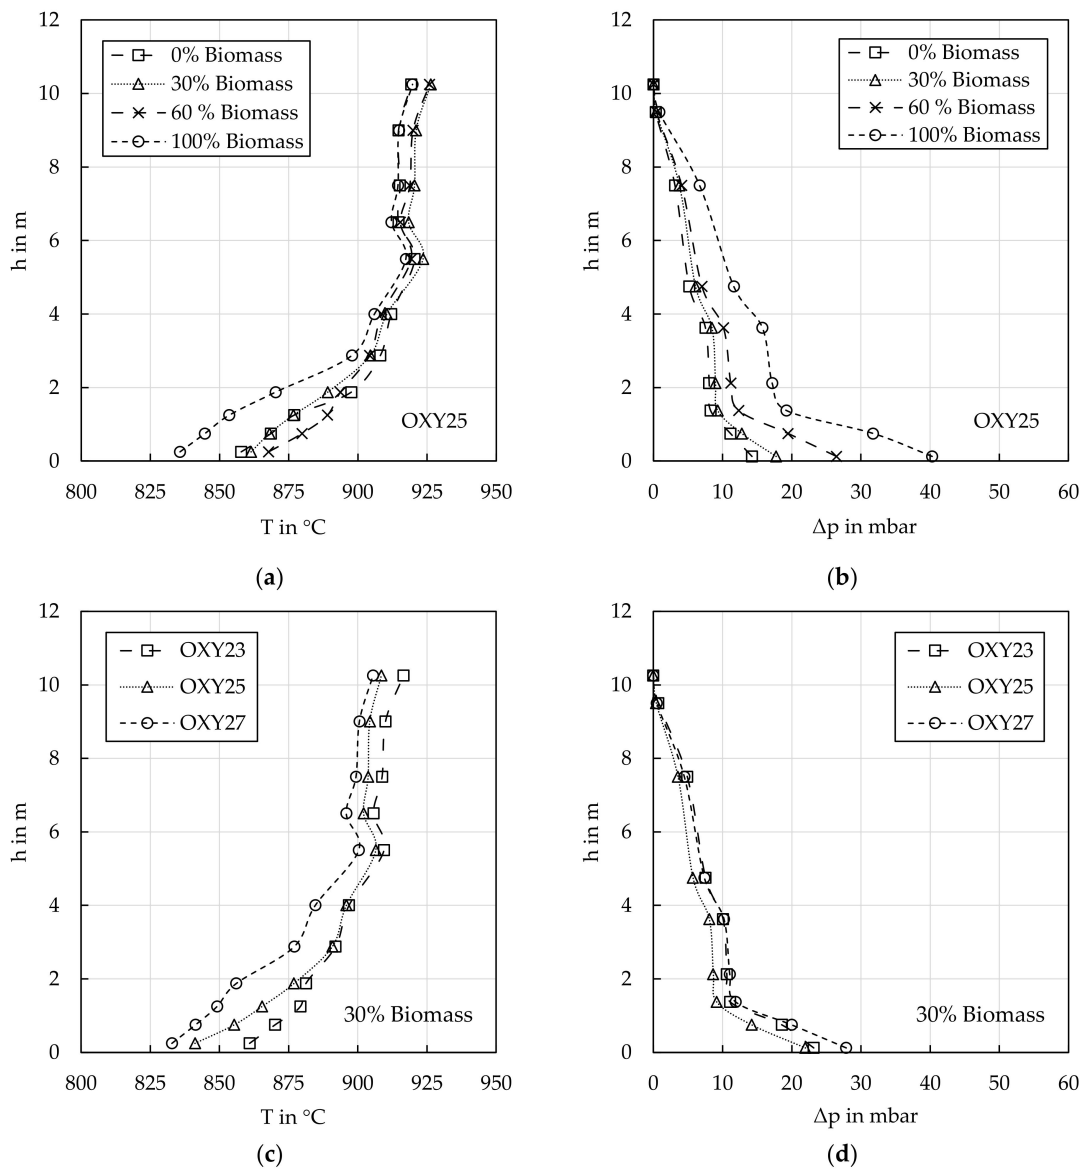 12
10
8
6
4
2
0
h in m
0% Biomass
30% Biomass
60 % Biomass
100% Biomass
OXY25
800 825 850 875 900 925 950
T in °C
(a)
12
10
8
6
4
2
0
h in m
0% Biomass
30% Biomass
60 % Biomass
100% Biomass
OXY25
0 10 20 30 40 50 60
Δp in mbar
(b)
12
10
8
6
4
2
0
h in m
OXY23
OXY25
OXY27
30% Biomass
800 825 850 875 900 925 950
T in °C
(c)
12
10
8
6
4
2
0
h in m
OXY23
OXY25
OXY27
30% Biomass
0 10 20 30 40 50 60
Δp in mbar
(d)